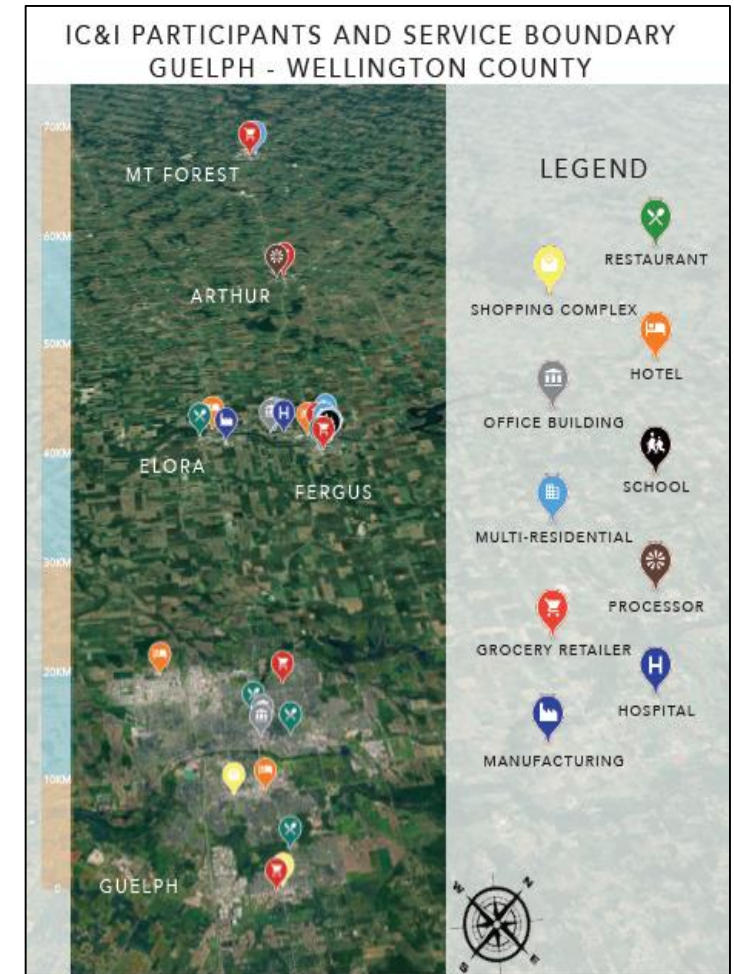 IC&I PARTICIPANTS AND SERVICE BOUNDARY
GUELPH - WELLINGTON COUNTY
70KM
MT FOREST
60KM
ARTHUR
50KM
40KM
ELORA
FERGUS
30KM
20KM
10KM
0
GUELPH
LEGEND
RESTAURANT
SHOPPING COMPLEX
HOTEL
OFFICE BUILDING
SCHOOL
MULTI-RESIDENTIAL
PROCESSOR
GROCERY RETAILER
H
HOSPITAL
MANUFACTURING
H
W
N
S
E